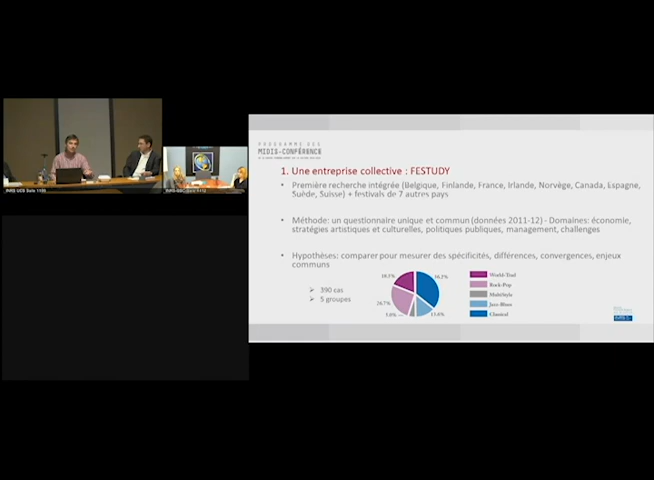 PROGRAMME DES
MIDIS-CONFÉRENCE
1. Une entreprise collective : FESTUDY
• Première recherche intégrée (Belgique, Finlande, France, Irlande, Norvège, Canada, Espagne,
Suède, Suisse) + festivals de 7 autres pays
• Méthode: un questionnaire unique et commun (données 2011-12) - Domaines: économie,
stratégies artistiques et culturelles, politiques publiques, management, challenges
• Hypothèses: comparer pour mesurer des spécificités, différences, convergences, enjeux
communs
➢ 390 cas
➢ 5 groupes
World/Trad
Rock-Pop
MultiStyle
Jazz-Blues
Classical